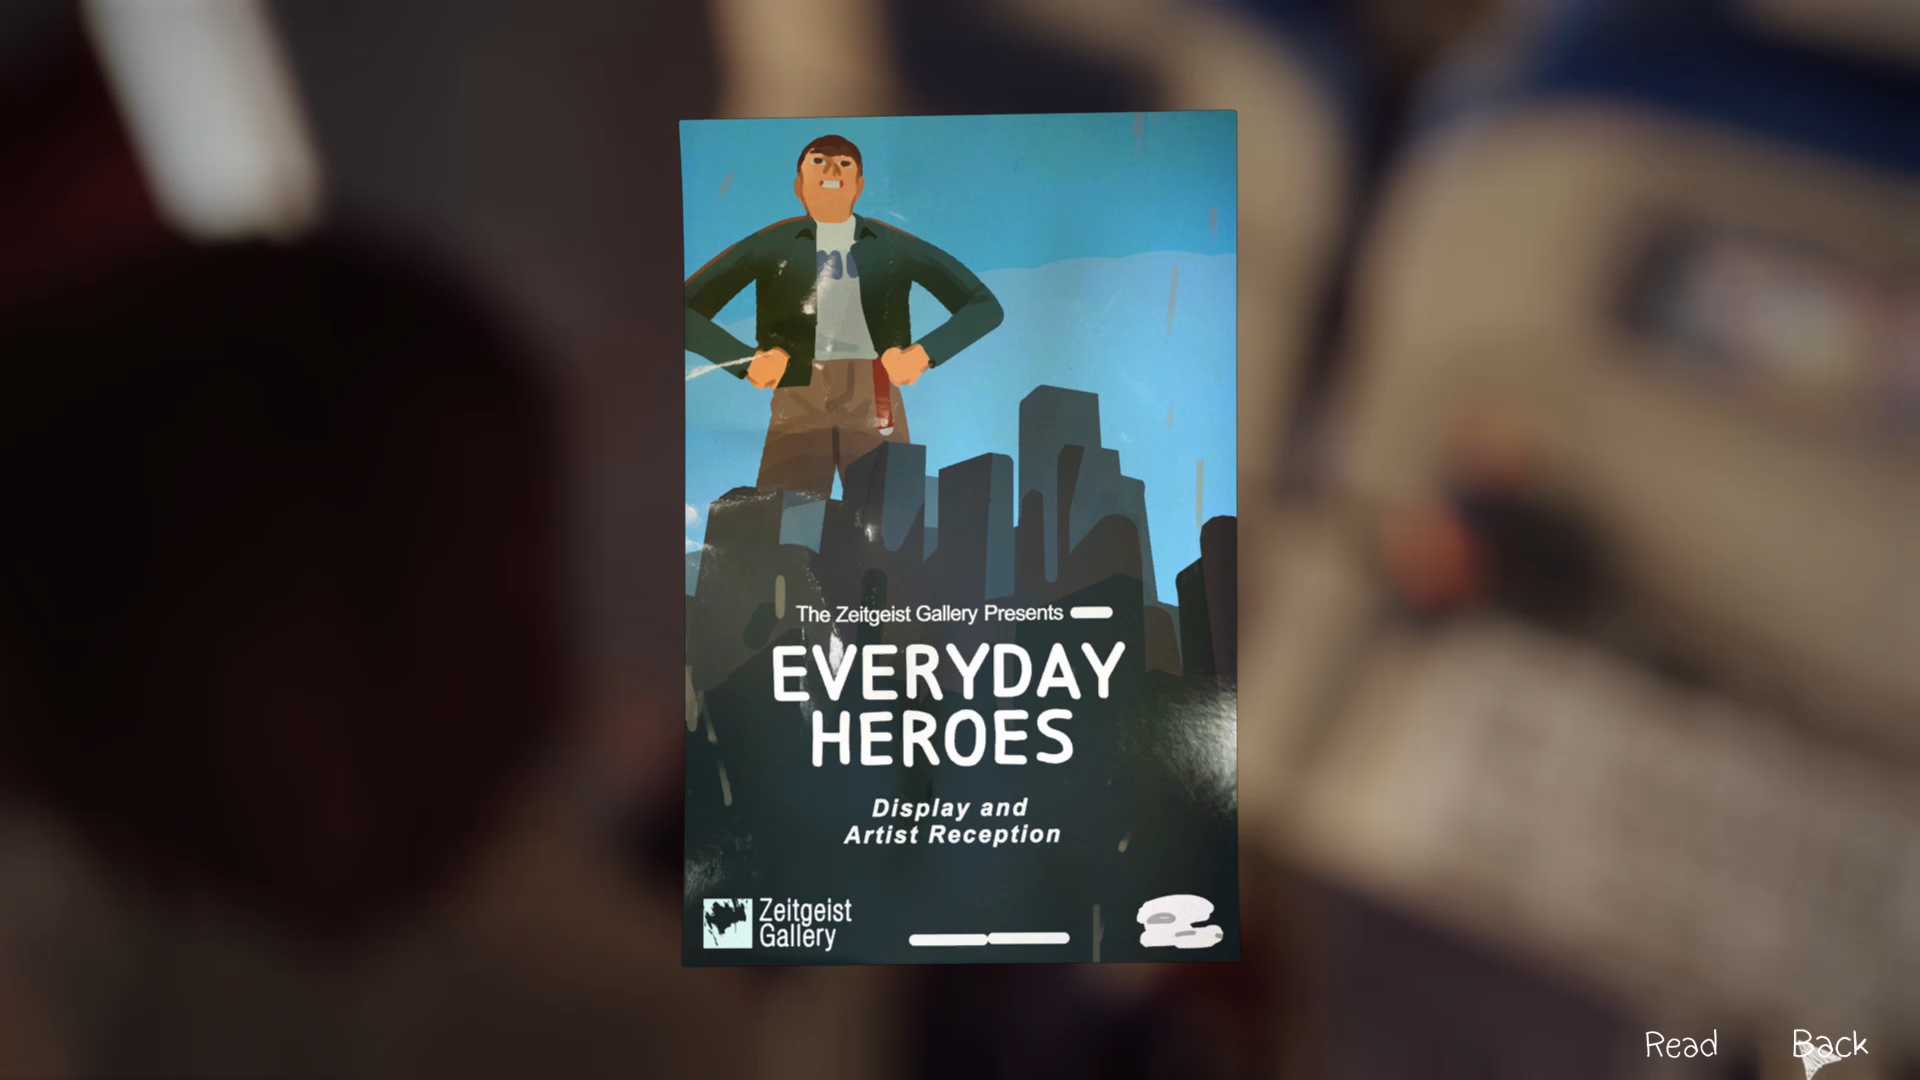 The Zeitgeist Gallery Presents
EVERYDAY
HEROES
Display and
Artist Reception
Zeitgeist
Gallery
Read
Back